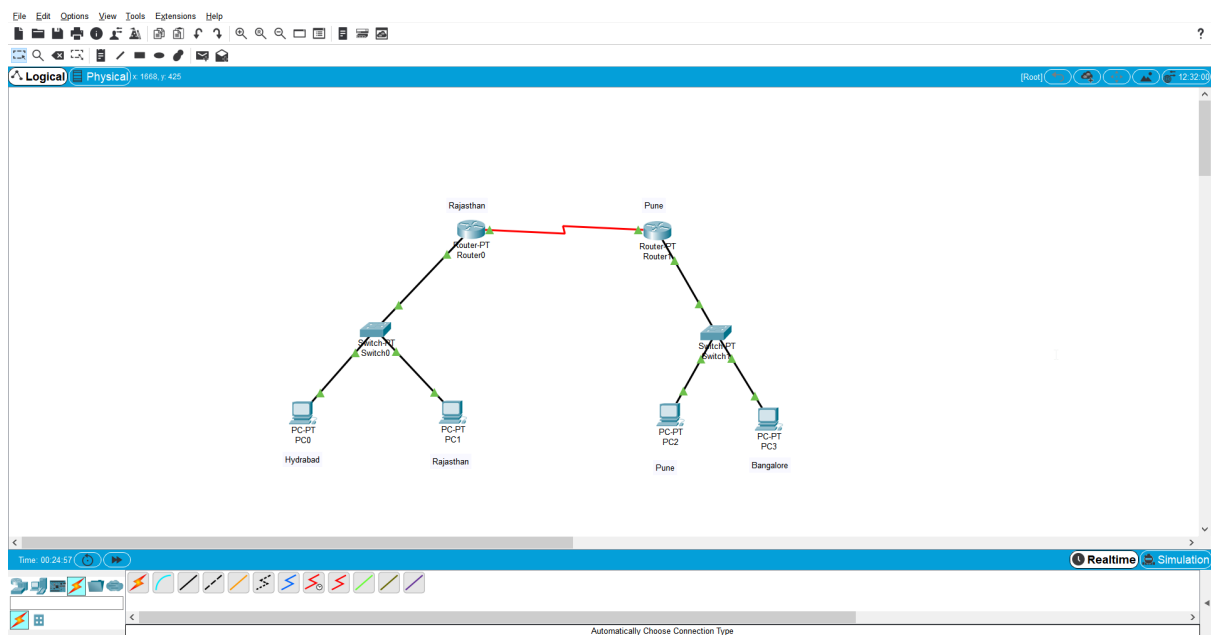 File Edit Options View Tools Extensions Help
?
Logical Physical x: 1668, y: 425 [Root] 12:32:00
Rajasthan Pune
Router-PT
Router0
Router-PT
Router1
Switch-PT
Switch0
Switch-PT
Switch1
PC-PT
PC0
PC-PT
PC1
PC-PT
PC2
PC-PT
PC3
Hydrabad
Rajasthan
Pune
Bangalore
Time: 00:24:57 Realtime Simulation
Automatically Choose Connection Type